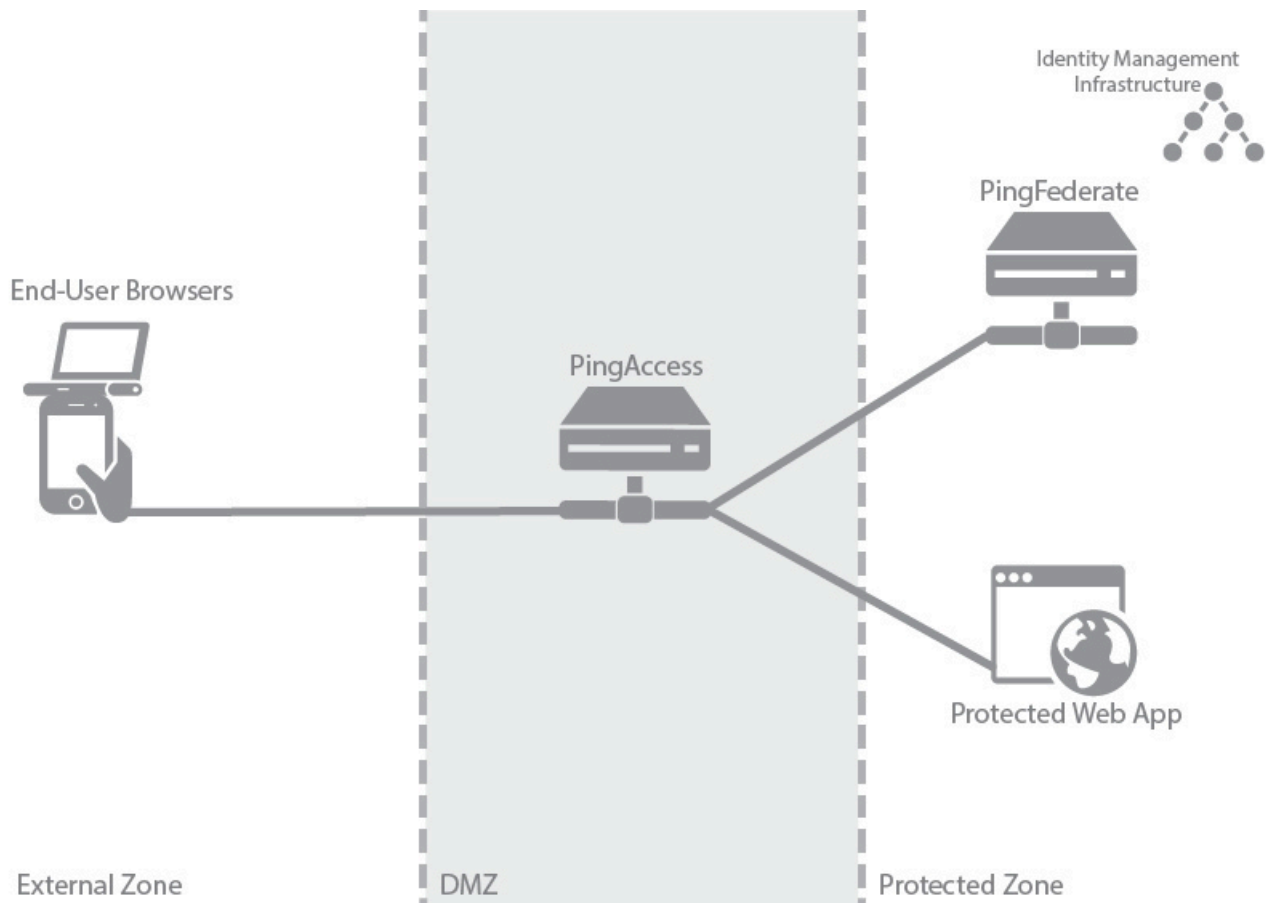 Identity Management
Infrastructure
PingFederate
End-User Browsers
PingAccess
Protected Web App
External Zone
DMZ
Protected Zone